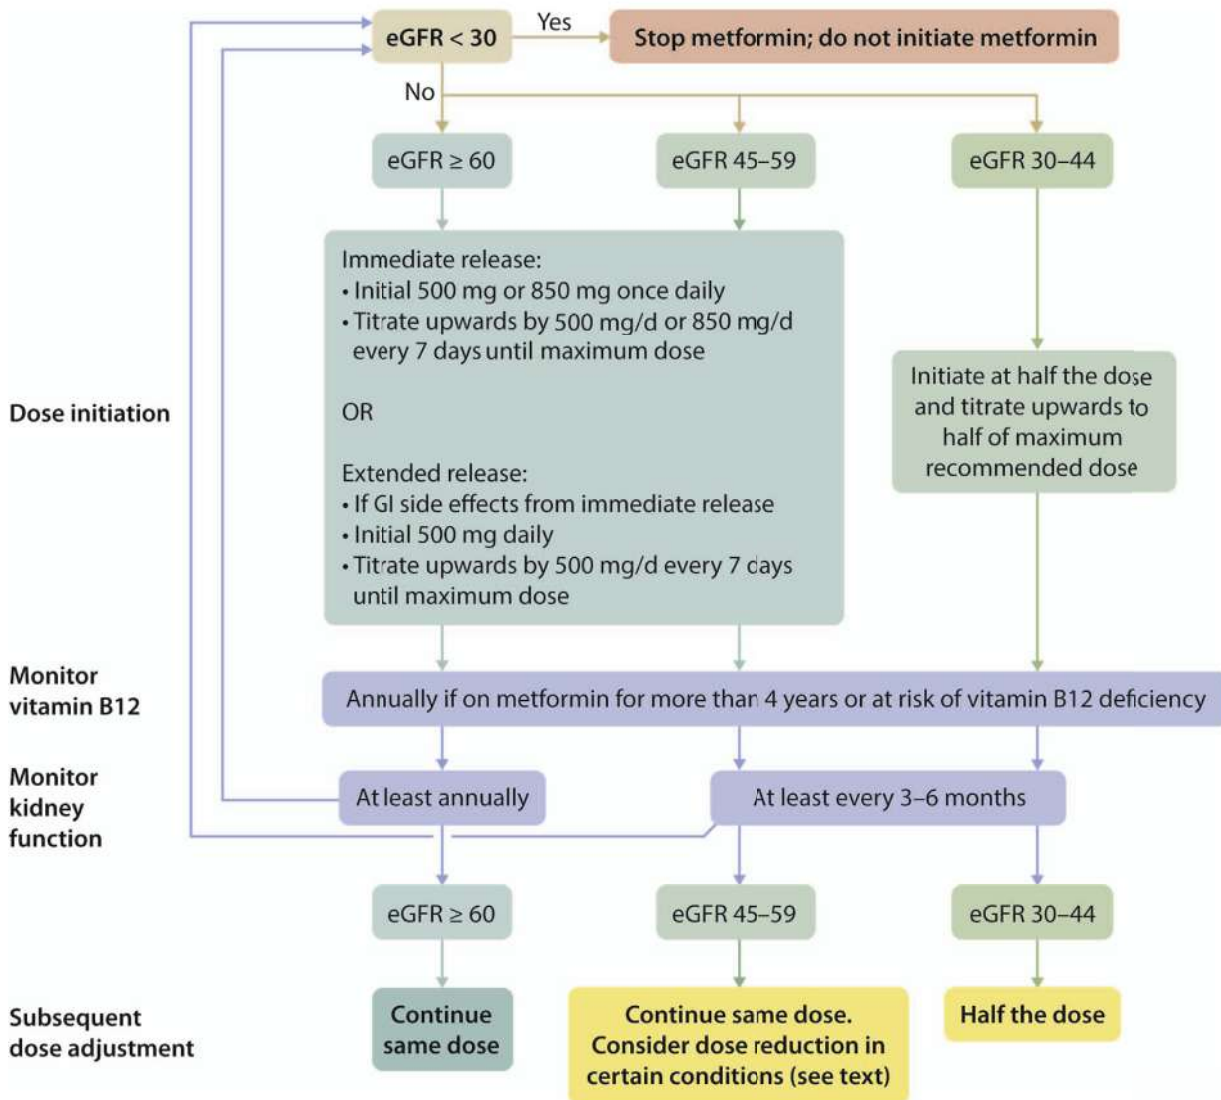 eGFR < 30
Yes
Stop metformin; do not initiate metformin
No
eGFR ≥ 60
eGFR 45–59
eGFR 30–44
Dose initiation
Immediate release:
• Initial 500 mg or 850 mg once daily
• Titrate upwards by 500 mg/d or 850 mg/d
every 7 days until maximum dose
OR
Extended release:
• If GI side effects from immediate release
• Initial 500 mg daily
• Titrate upwards by 500 mg/d every 7 days
until maximum dose
Initiate at half the dose
and titrate upwards to
half of maximum
recommended dose
Monitor
vitamin B12
Annually if on metformin for more than 4 years or at risk of vitamin B12 deficiency
Monitor
kidney
function
At least annually
At least every 3–6 months
eGFR ≥ 60
eGFR 45–59
eGFR 30–44
Subsequent
dose adjustment
Continue
same dose
Continue same dose.
Consider dose reduction in
certain conditions (see text)
Half the dose